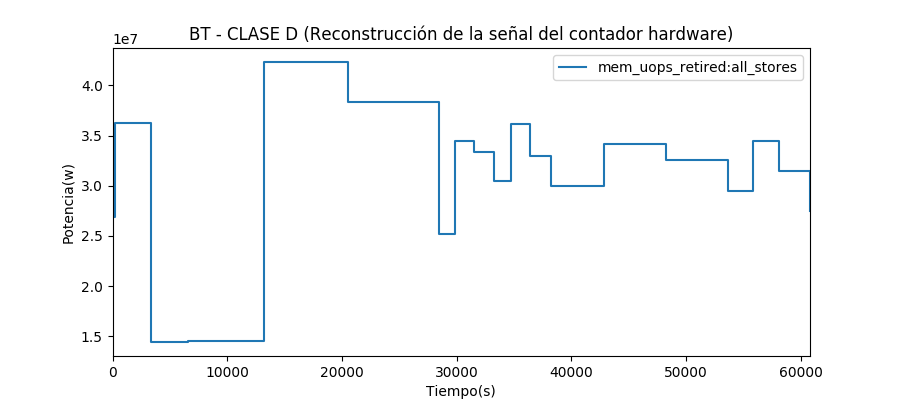 BT - CLASE D (Reconstrucción de la señal del contador hardware)
1e7
mem_uops_retired:all_stores
4.0
3.5
3.0
2.5
2.0
1.5
Potencia(w)
0 10000 20000 30000 40000 50000 60000
Tiempo(s)